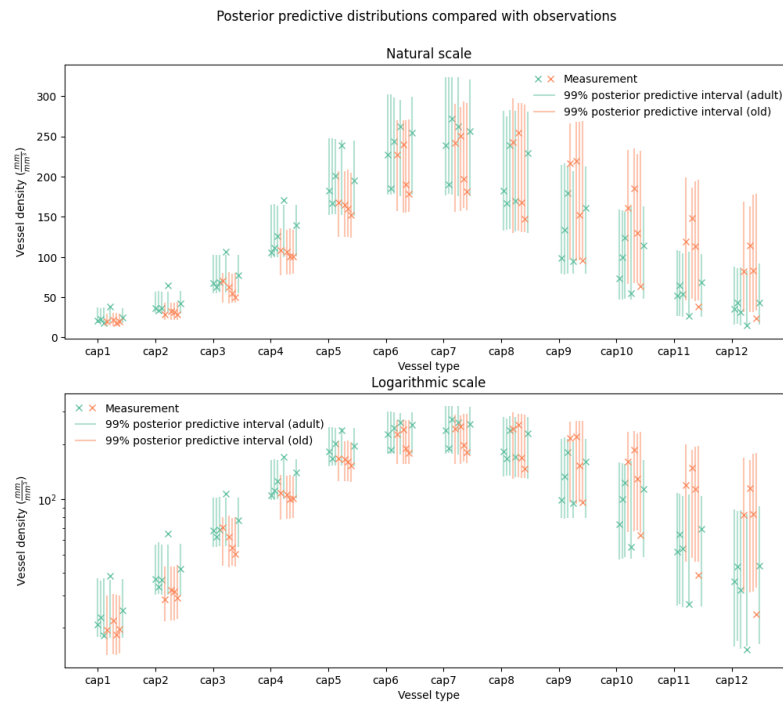 Posterior predictive distributions compared with observations
Natural scale
Measurement
99% posterior predictive interval (adult)
99% posterior predictive interval (old)
Vessel density (mm/mm³)
300
250
200
150
100
50
0
cap1 cap2 cap3 cap4 cap5 cap6 cap7 cap8 cap9 cap10 cap11 cap12
Vessel type
Logarithmic scale
Measurement
99% posterior predictive interval (adult)
99% posterior predictive interval (old)
Vessel density (mm/mm³)
10²
cap1 cap2 cap3 cap4 cap5 cap6 cap7 cap8 cap9 cap10 cap11 cap12
Vessel type